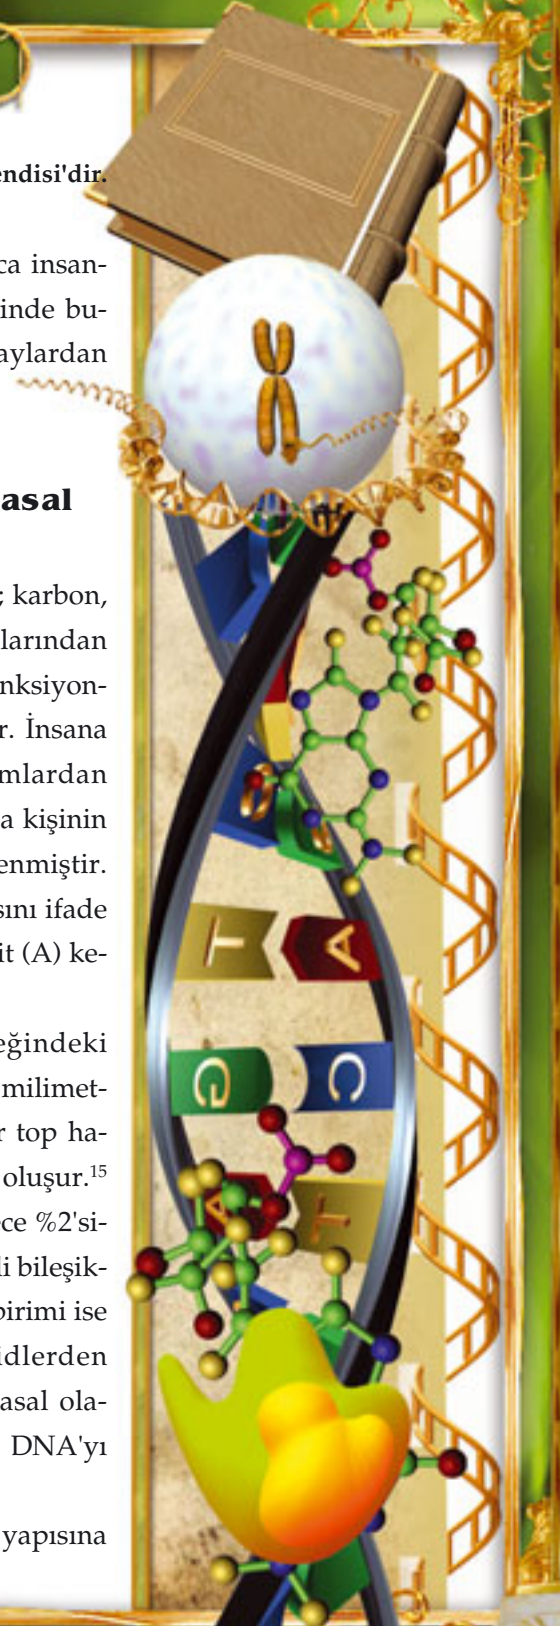 endisi'dir.
ca insan-
inde bu-
aylardan
asal
; karbon,
larından
nksiyon-
r. İnsana
mlardan
a kişinin
enmiştir.
sını ifade
it (A) ke-
eğindeki
milimet-
r top ha-
oluşur.15
ce %2'si-
li bileşik-
birimi ise
idlerden
asal ola-
DNA'yı
yapısına
T A
G C
A T